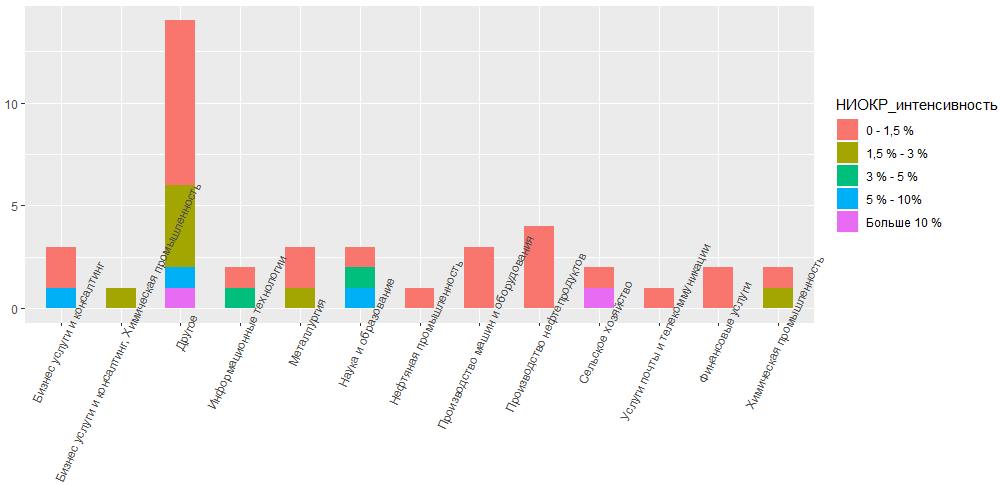 10
5
0
Бизнес услуги и консалтинг
Бизнес услуги и консалтинг, Химическая промышленность
Другое
Информационные технологии
Металлургия
Наука и образование
Нефтяная промышленность
Производство машин и оборудования
Производство нефтепродуктов
Сельское хозяйство
Услуги почты и телекоммуникации
Финансовые услуги
Химическая промышленность
НИОКР_интенсивность
0 - 1,5 %
1,5 % - 3 %
3 % - 5 %
5 % - 10%
Больше 10 %